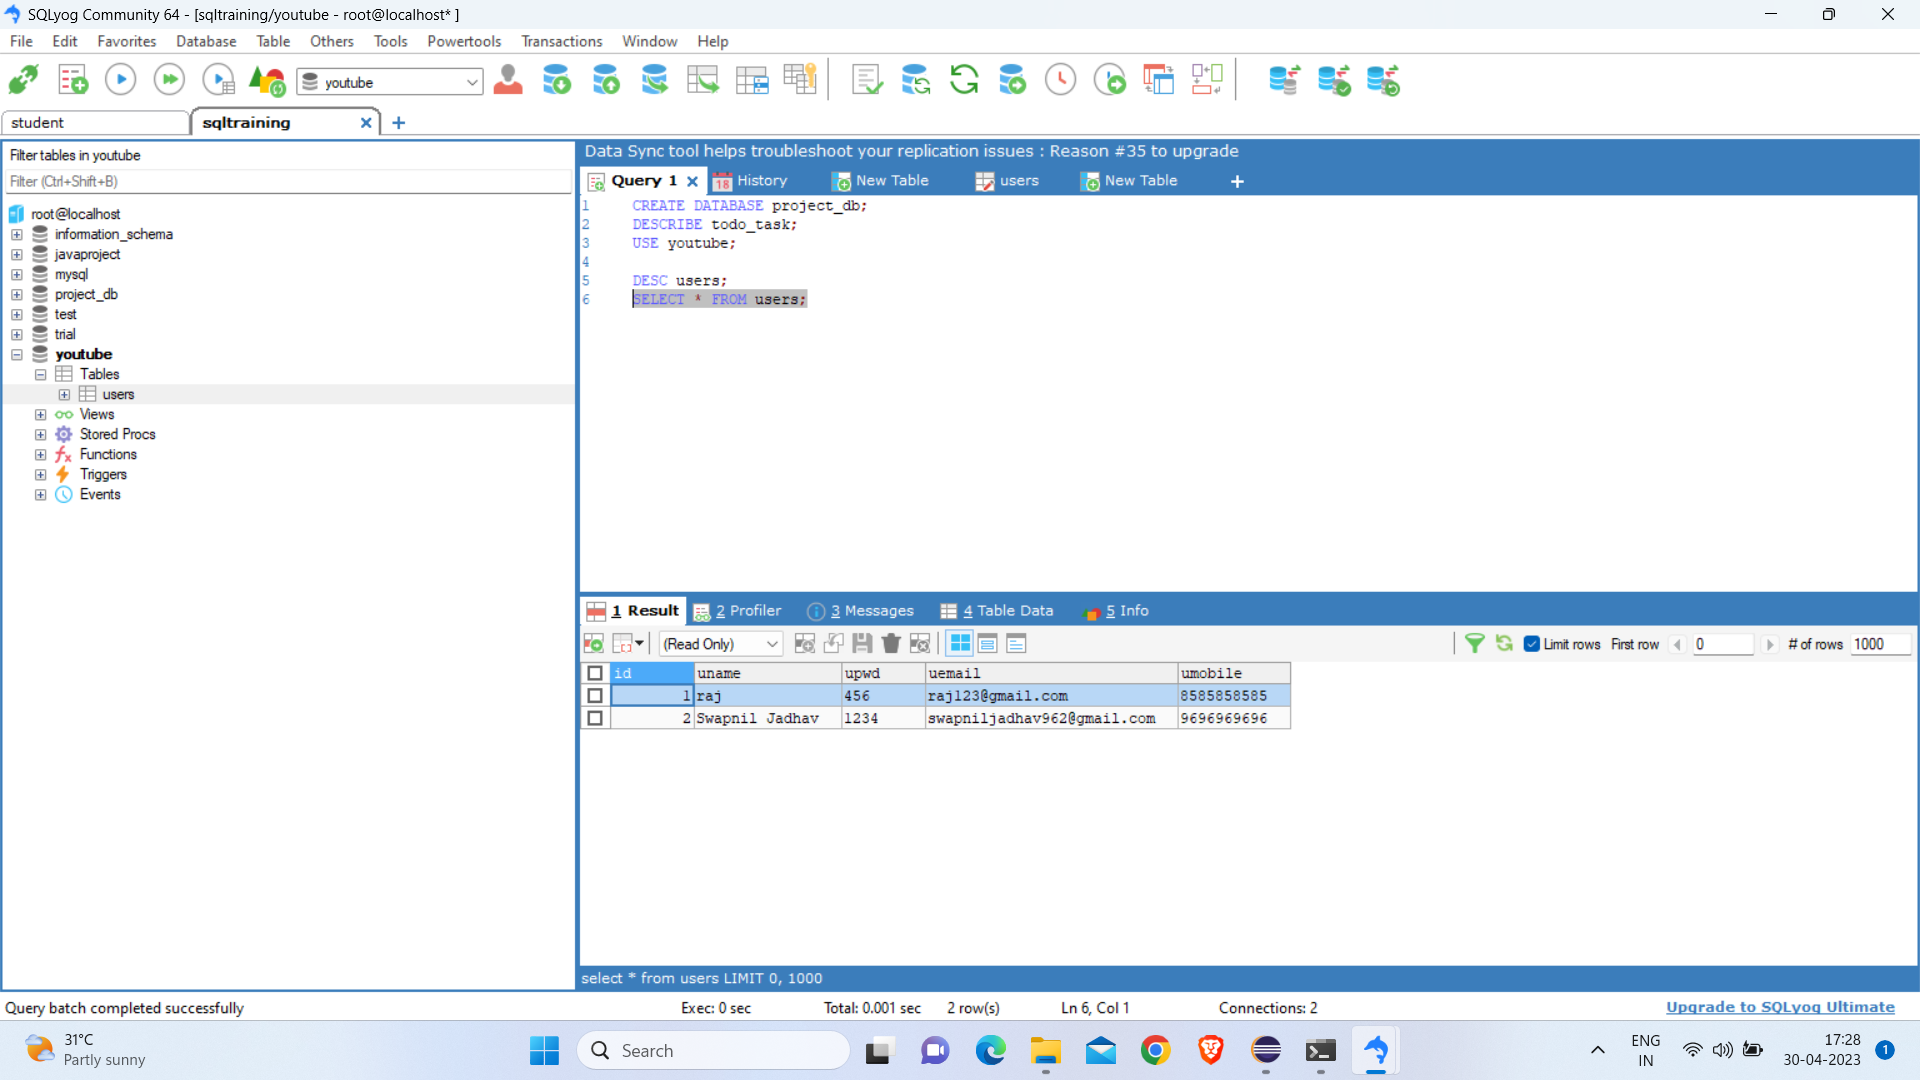 SQLyog Community 64 - [sqltraining/youtube - root@localhost* ]
File Edit Favorites Database Table Others Tools Powertools Transactions Window Help
youtube
student sqltraining
Filter tables in youtube
Filter (Ctrl+Shift+B)
root@localhost
information_schema
javaproject
mysql
project_db
test
trial
youtube
Tables
users
Views
Stored Procs
Functions
Triggers
Events
Data Sync tool helps troubleshoot your replication issues : Reason #35 to upgrade
Query 1 18 History New Table users New Table
1 CREATE DATABASE project_db;
2 DESCRIBE todo_task;
3 USE youtube;
4
5 DESC users;
6 SELECT * FROM users;
1 Result 2 Profiler 3 Messages 4 Table Data 5 Info
(Read Only) Limit rows First row 0 # of rows 1000
id uname upwd uemail umobile
1 raj 456 raj123@gmail.com 8585858585
2 Swapnil Jadhav 1234 swapniljadhav962@gmail.com 9696969696
select * from users LIMIT 0, 1000
Query batch completed successfully Exec: 0 sec Total: 0.001 sec 2 row(s) Ln 6, Col 1 Connections: 2 Upgrade to SQLyog Ultimate
31°C
Partly sunny
Search
ENG
IN
17:28
30-04-2023
1